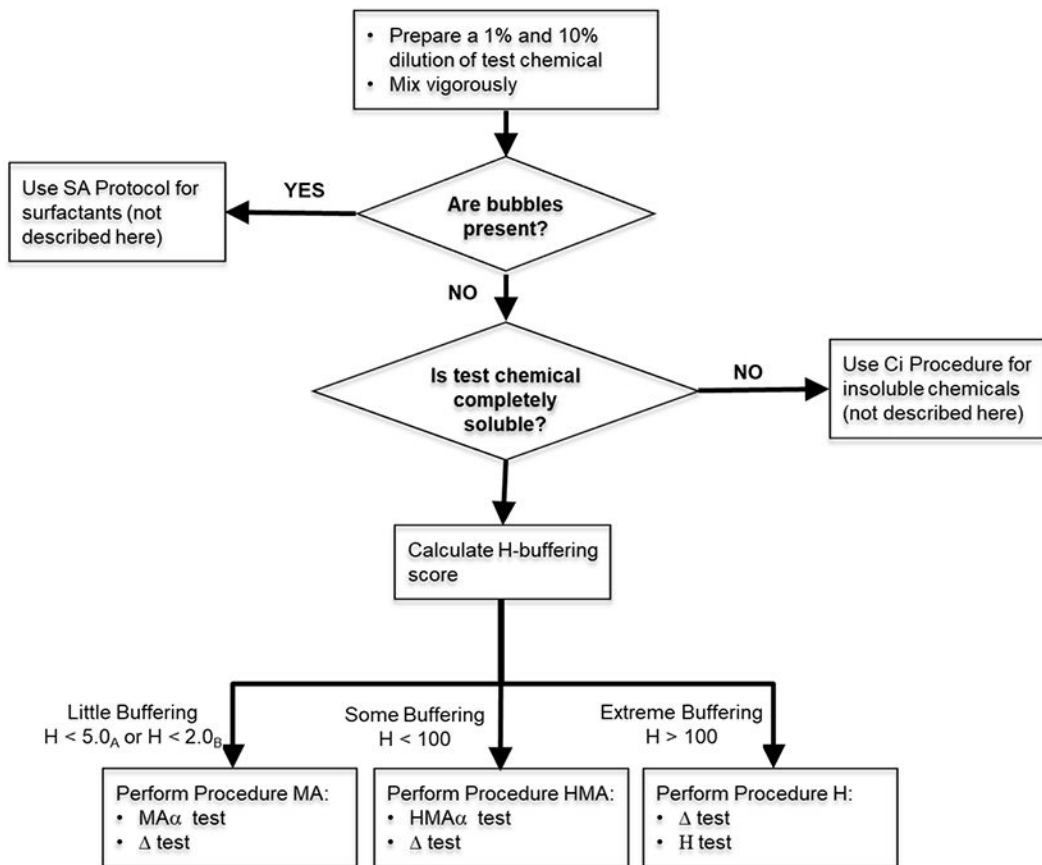 • Prepare a 1% and 10%
dilution of test chemical
• Mix vigorously
Are bubbles
present?
YES
Use SA Protocol for
surfactants (not
described here)
NO
Is test chemical
completely
soluble?
NO
Use Ci Procedure for
insoluble chemicals
(not described here)
Calculate H-buffering
score
Little Buffering
H < 5.0A or H < 2.0B
Some Buffering
H < 100
Extreme Buffering
H > 100
Perform Procedure MA:
• MAα test
• Δ test
Perform Procedure HMA:
• HMAα test
• Δ test
Perform Procedure H:
• Δ test
• H test